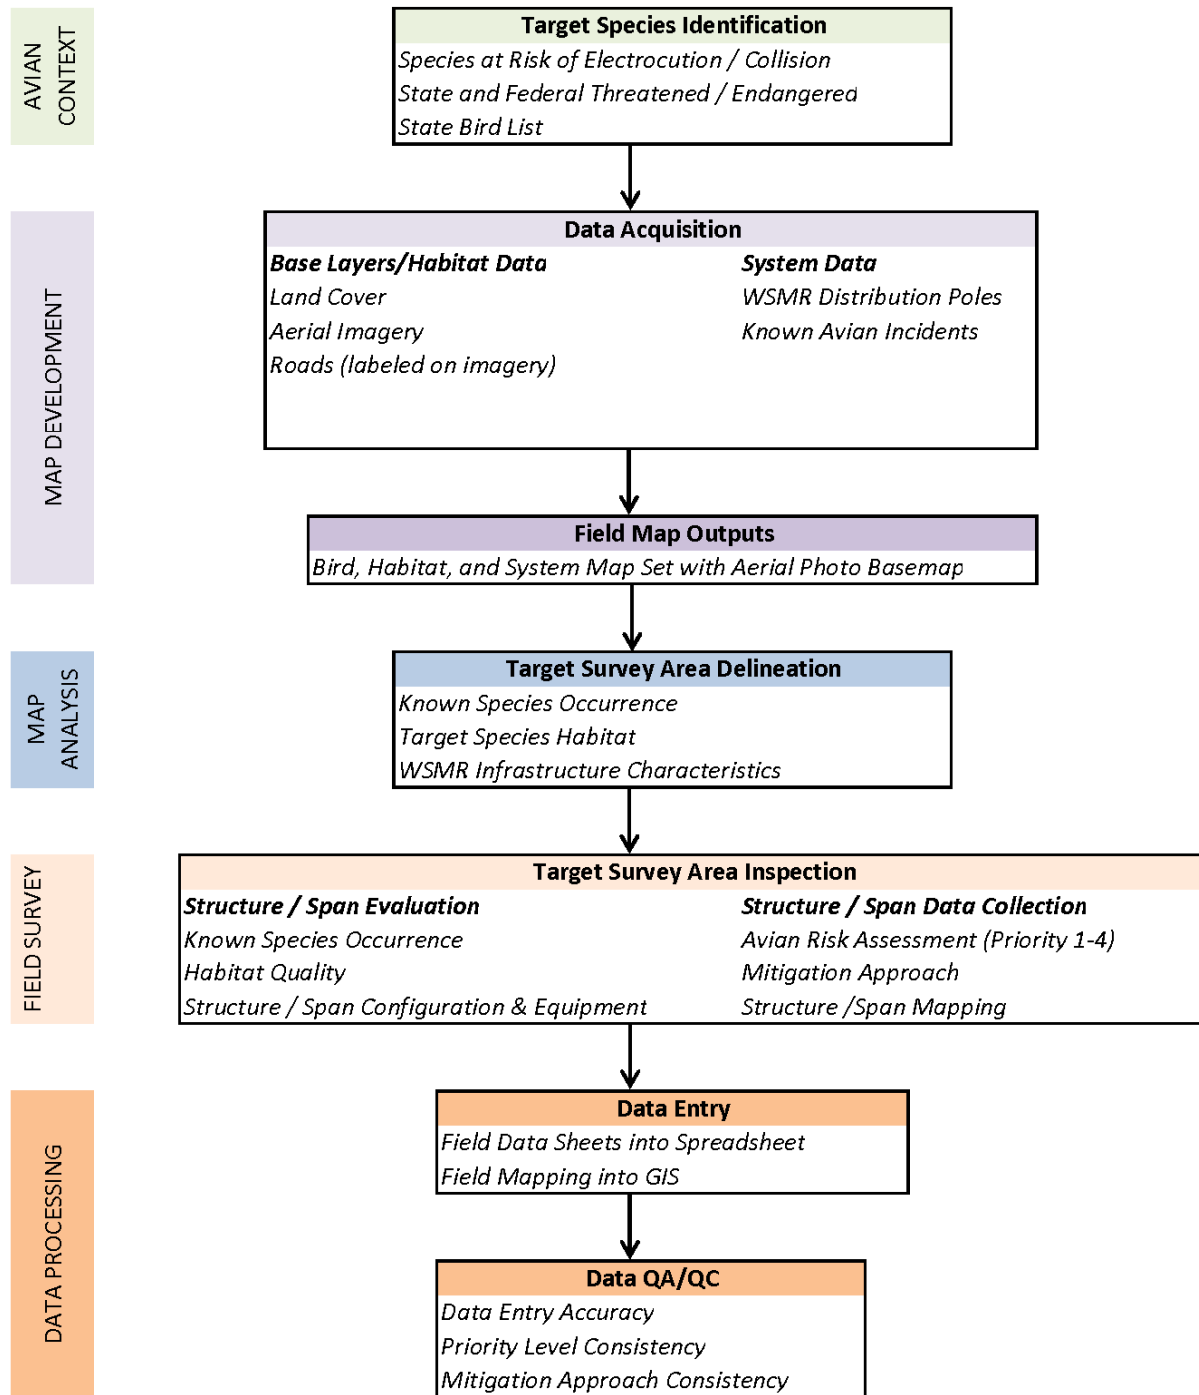 AVIAN
CONTEXT
Target Species Identification
Species at Risk of Electrocution / Collision
State and Federal Threatened / Endangered
State Bird List
MAP DEVELOPMENT
Data Acquisition
Base Layers/Habitat Data
Land Cover
Aerial Imagery
Roads (labeled on imagery)
System Data
WSMR Distribution Poles
Known Avian Incidents
Field Map Outputs
Bird, Habitat, and System Map Set with Aerial Photo Basemap
MAP
ANALYSIS
Target Survey Area Delineation
Known Species Occurrence
Target Species Habitat
WSMR Infrastructure Characteristics
FIELD SURVEY
Target Survey Area Inspection
Structure / Span Evaluation
Known Species Occurrence
Habitat Quality
Structure / Span Configuration & Equipment
Structure / Span Data Collection
Avian Risk Assessment (Priority 1-4)
Mitigation Approach
Structure /Span Mapping
DATA PROCESSING
Data Entry
Field Data Sheets into Spreadsheet
Field Mapping into GIS
Data QA/QC
Data Entry Accuracy
Priority Level Consistency
Mitigation Approach Consistency